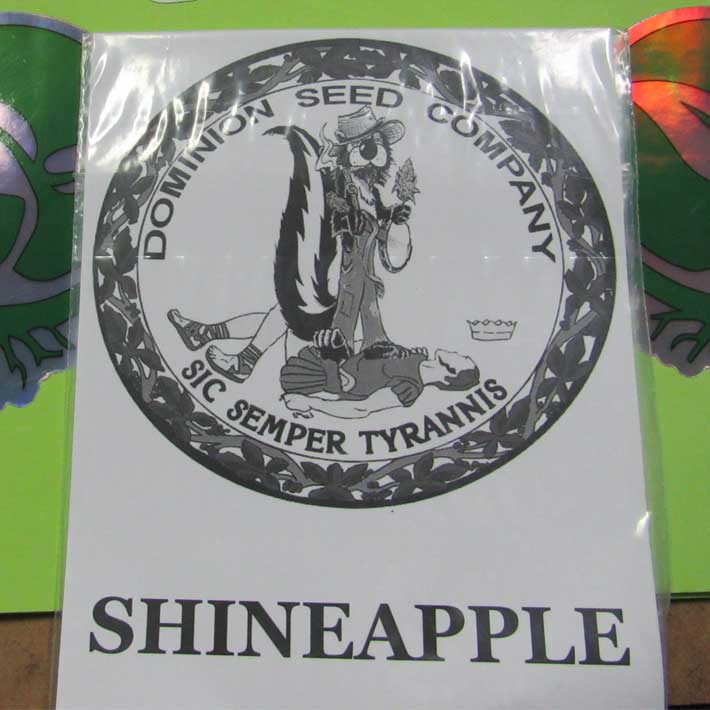 DOMINION SEED COMPANY
SIC SEMPER TYRANNIS
SHINEAPPLE